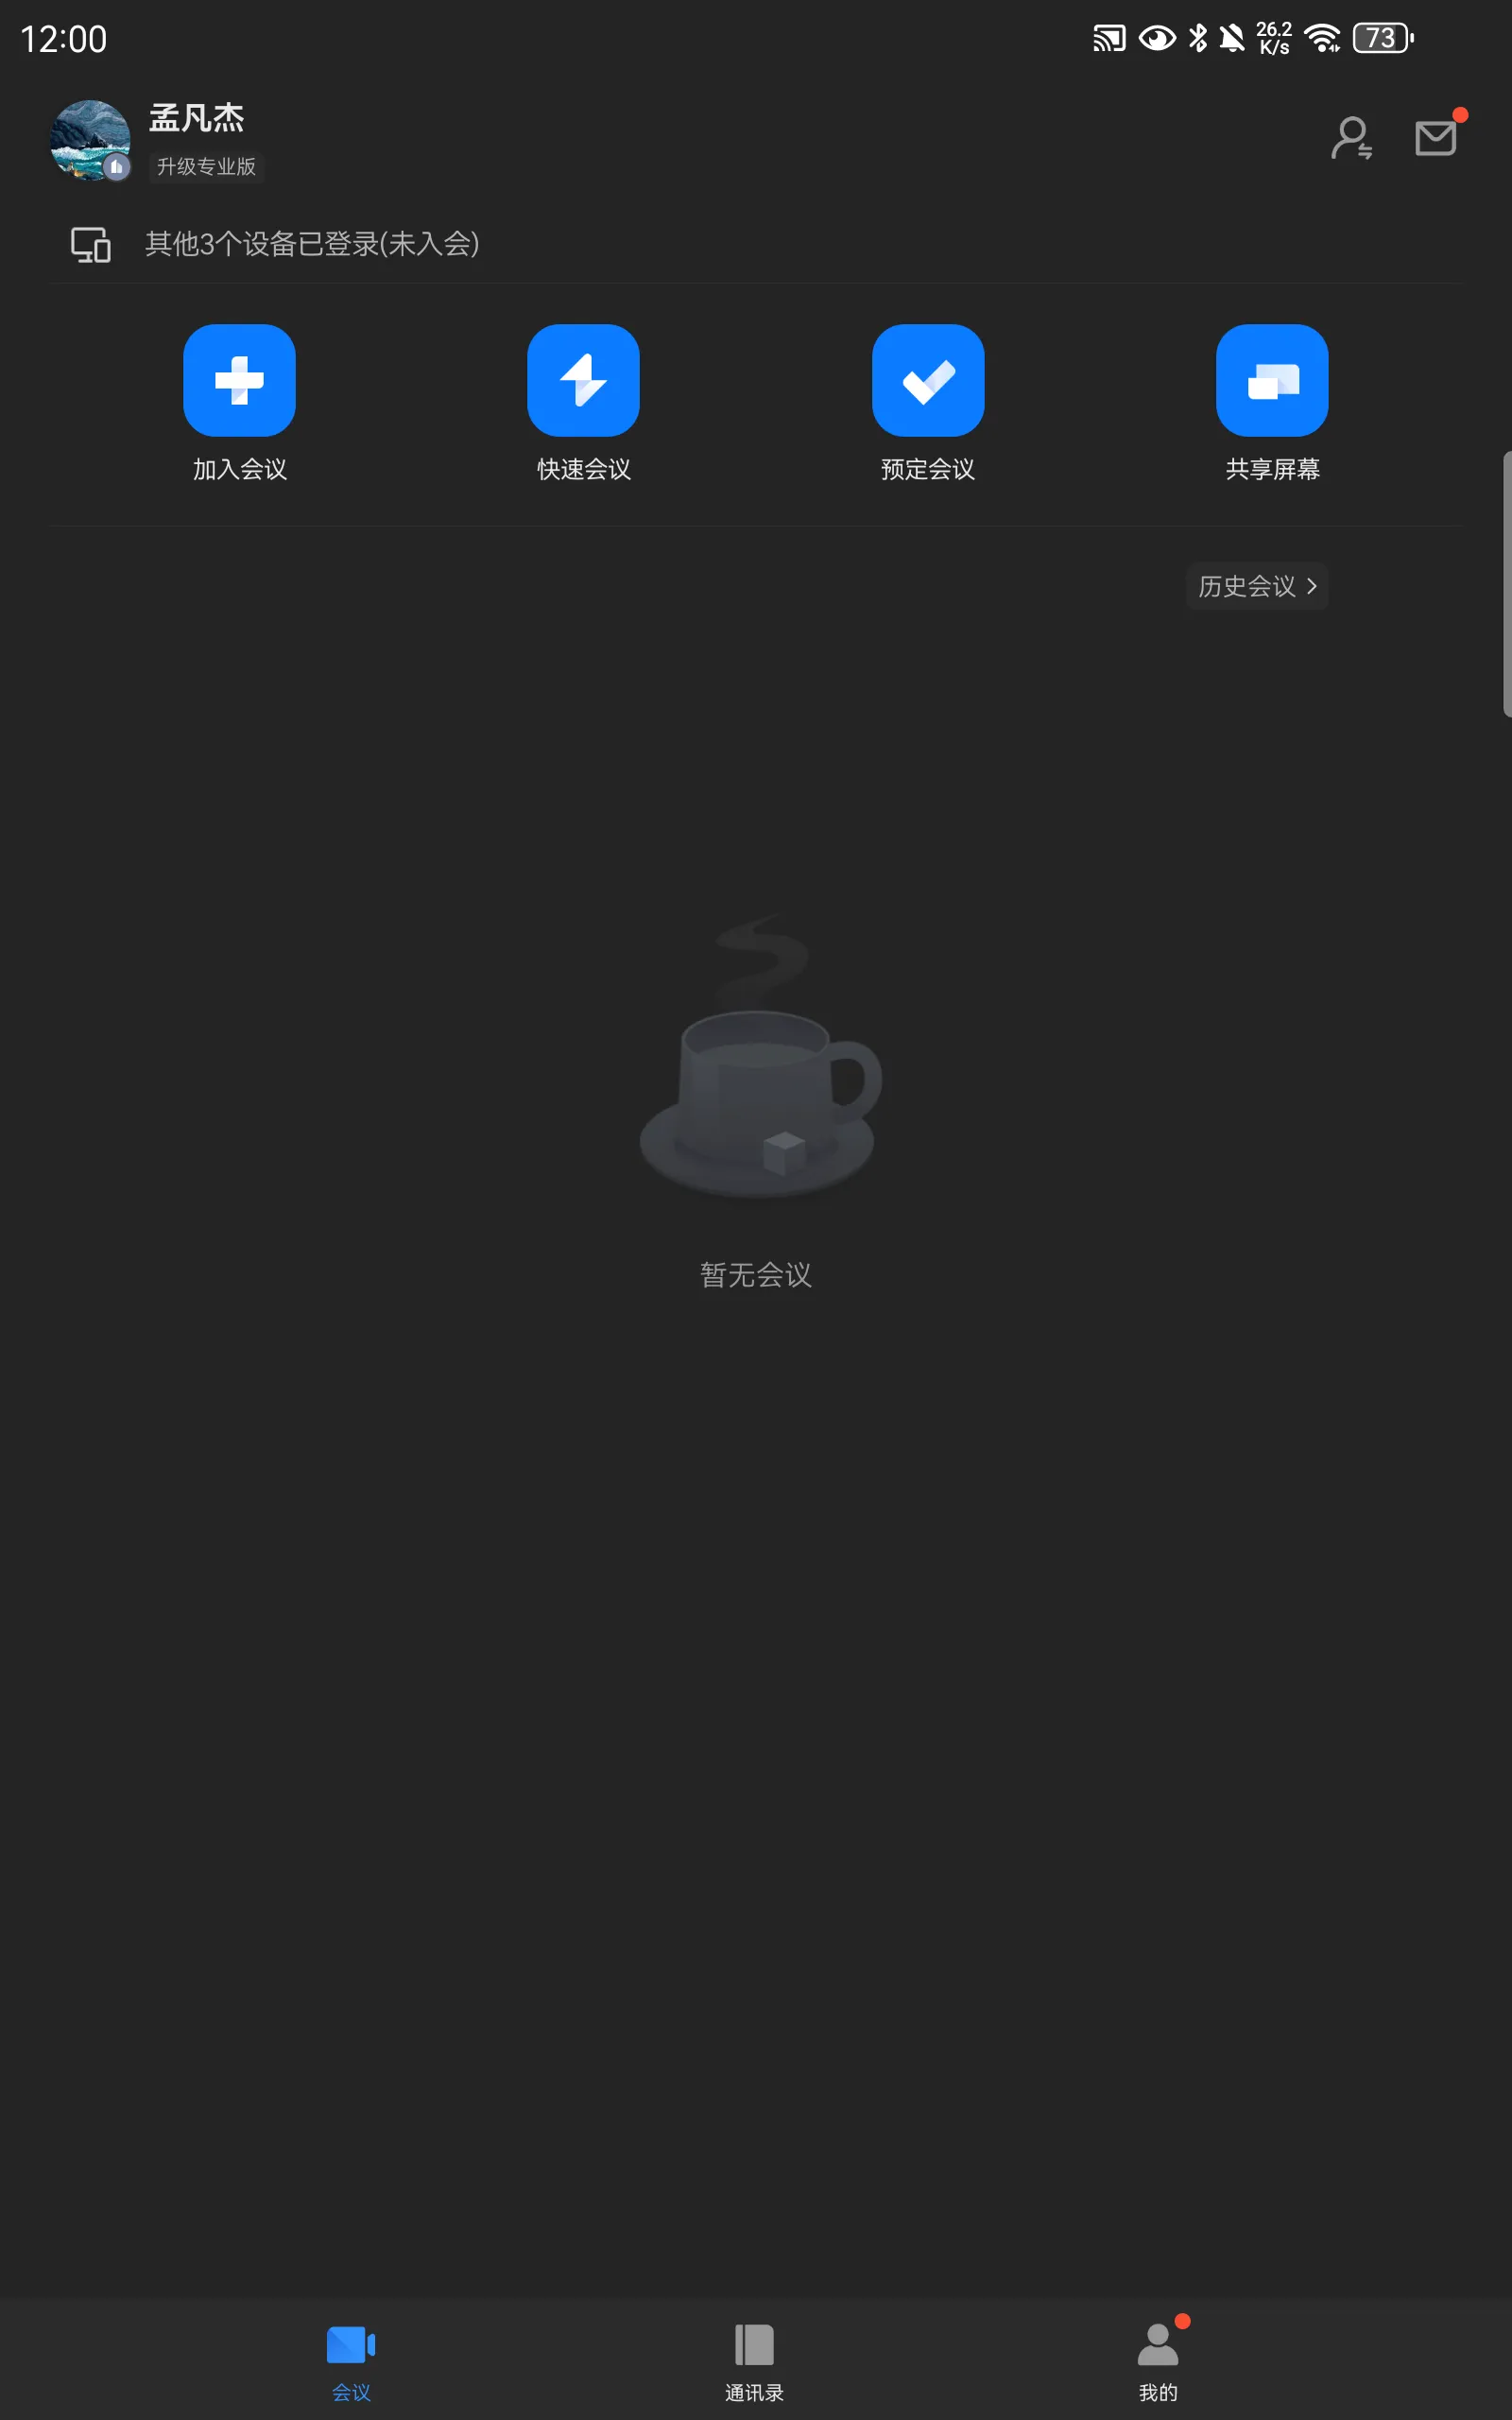 12:00
26.2
K/s
73
孟凡杰
升级专业版
其他3个设备已登录(未入会)
加入会议
快速会议
预定会议
共享屏幕
历史会议
暂无会议
会议
通讯录
我的